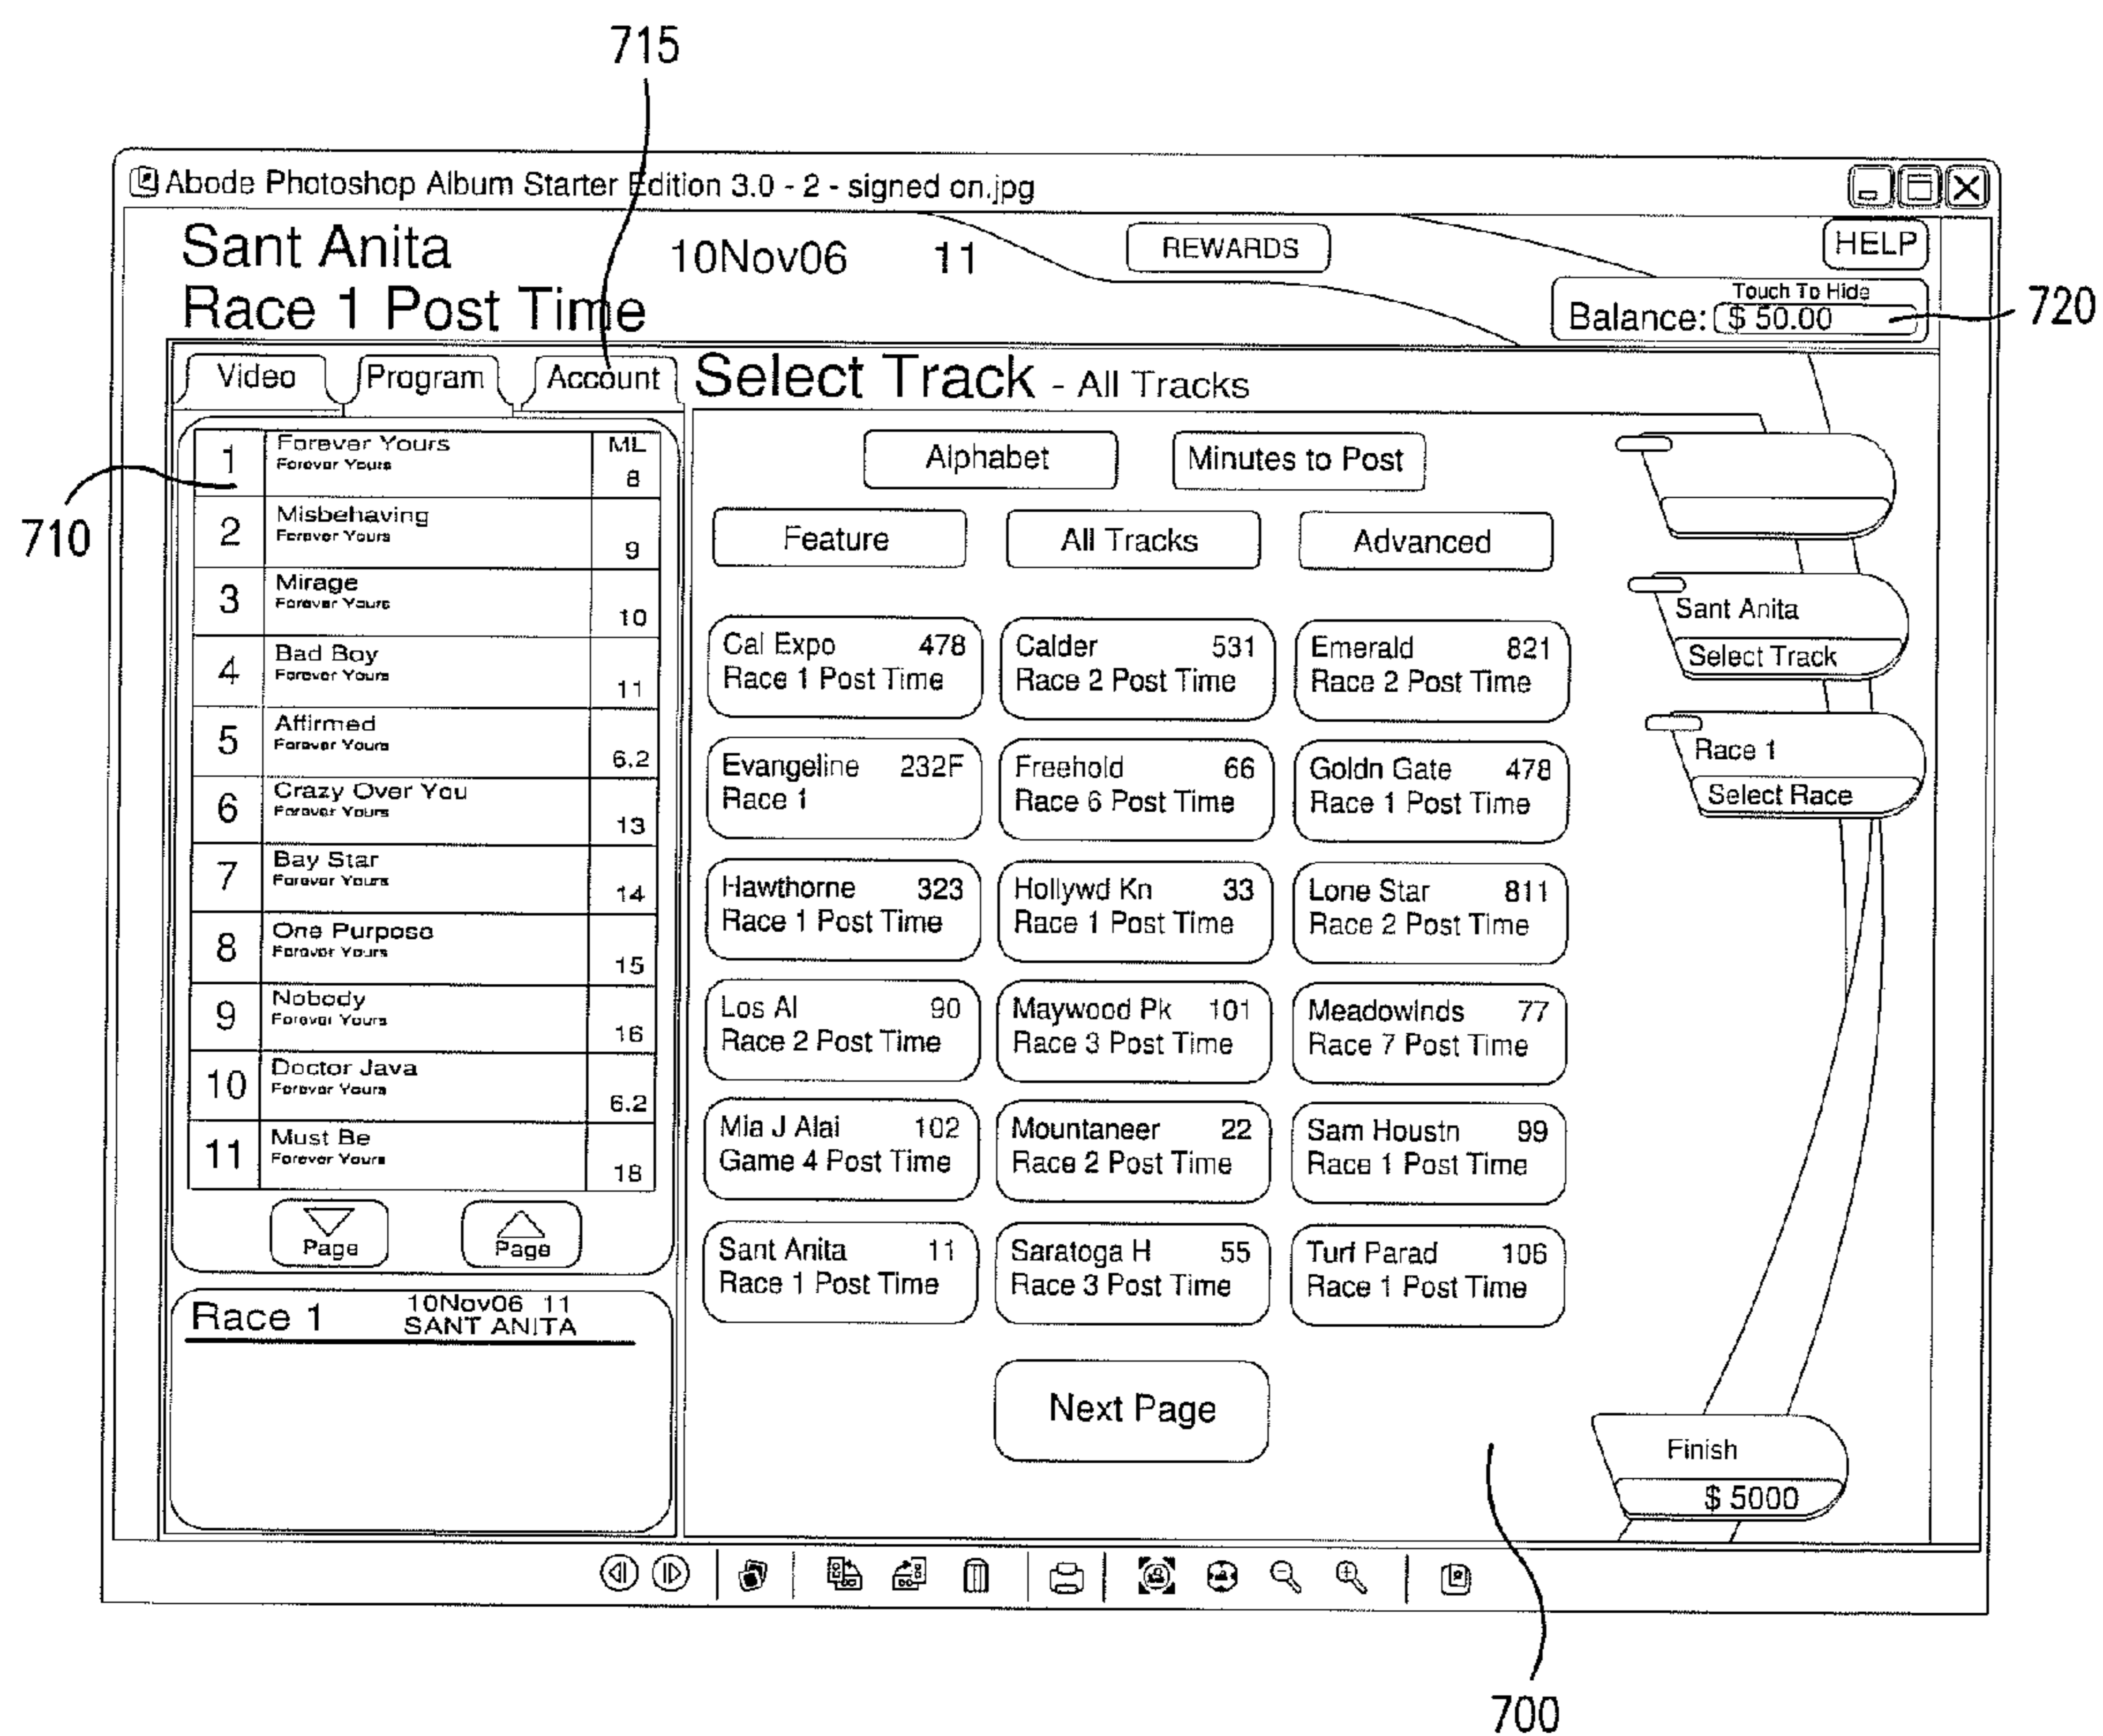 715
Abode Photoshop Album Starter Edition 3.0 - 2 - signed on.jpg
Sant Anita 10Nov06 11 REWARDS HELP
Race 1 Post Time
Touch To Hide
Balance: $ 50.00
720
Video Program Account
Select Track - All Tracks
710
ML
1 Forever Yours
Forever Yours 8
2 Misbehaving
Forever Yours 9
3 Mirage
Forever Yours 10
4 Bad Boy
Forever Yours 11
5 Affirmed
Forever Yours 6.2
6 Crazy Over You
Forever Yours 13
7 Bay Star
Forever Yours 14
8 One Purpose
Forever Yours 15
9 Nobody
Forever Yours 16
10 Doctor Java
Forever Yours 6.2
11 Must Be
Forever Yours 18
Page Page
Race 1 10Nov06 11
SANT ANITA
Alphabet Minutes to Post
Feature All Tracks Advanced
Cal Expo 478
Race 1 Post Time
Calder 531
Race 2 Post Time
Emerald 821
Race 2 Post Time
Evangeline 232F
Race 1
Freehold 66
Race 6 Post Time
Goldn Gate 478
Race 1 Post Time
Hawthorne 323
Race 1 Post Time
Hollywd Kn 33
Race 1 Post Time
Lone Star 811
Race 2 Post Time
Los Al 90
Race 2 Post Time
Maywood Pk 101
Race 3 Post Time
Meadowlnds 77
Race 7 Post Time
Mia J Alai 102
Game 4 Post Time
Mountaneer 22
Race 2 Post Time
Sam Houstn 99
Race 1 Post Time
Sant Anita 11
Race 1 Post Time
Saratoga H 55
Race 3 Post Time
Turf Parad 106
Race 1 Post Time
Next Page
Sant Anita
Select Track
Race 1
Select Race
Finish
$ 5000
700